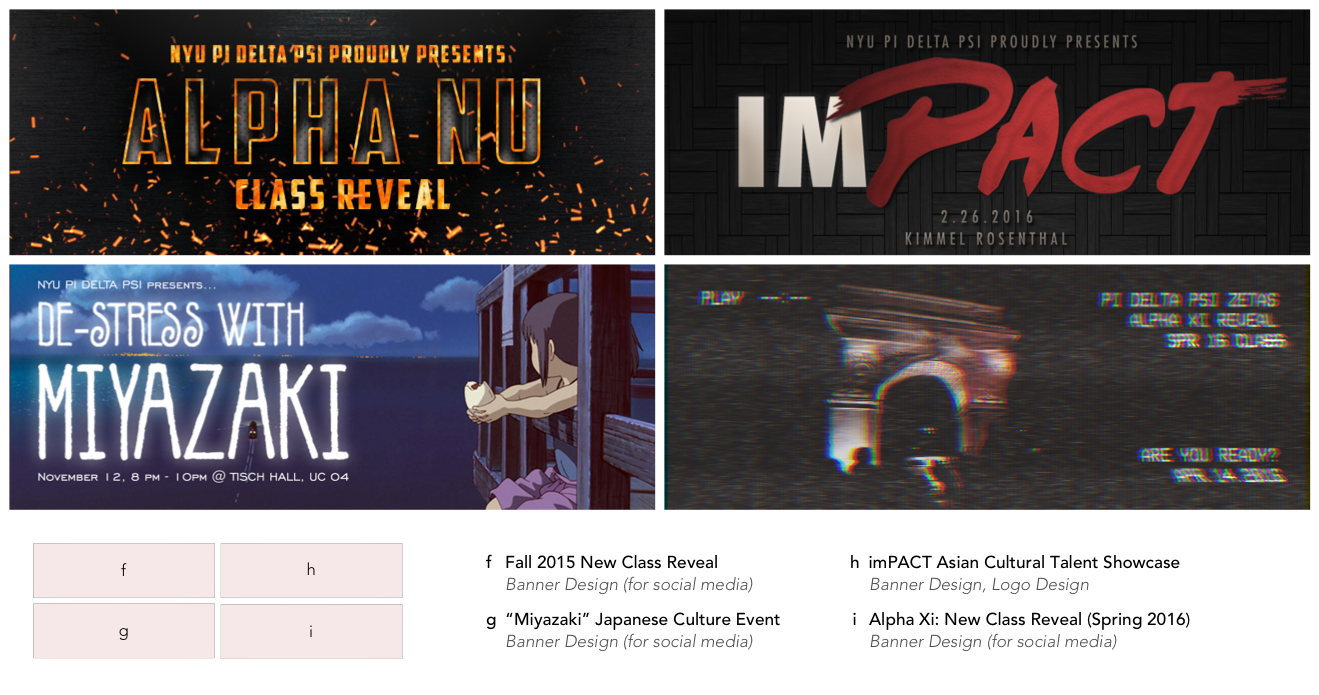 NYU PI DELTA PSI PROUDLY PRESENTS
ALPHA NU
CLASS REVEAL
NYU PI DELTA PSI PROUDLY PRESENTS
IMPACT
2.26.2016
KIMMEL ROSENTHAL
NYU PI DELTA PSI PRESENTS...
DE-STRESS WITH
MIYAZAKI
NOVEMBER 12, 8 PM - 10PM @ TISCH HALL, UC 04
PLAY --:--
PI DELTA PSI ZETAS
ALPHA XI REVEAL
SPR 16 CLASS
ARE YOU READY?
APR 14 2016
f
h
g
i
f Fall 2015 New Class Reveal
Banner Design (for social media)
g “Miyazaki” Japanese Culture Event
Banner Design (for social media)
h imPACT Asian Cultural Talent Showcase
Banner Design, Logo Design
i Alpha Xi: New Class Reveal (Spring 2016)
Banner Design (for social media)